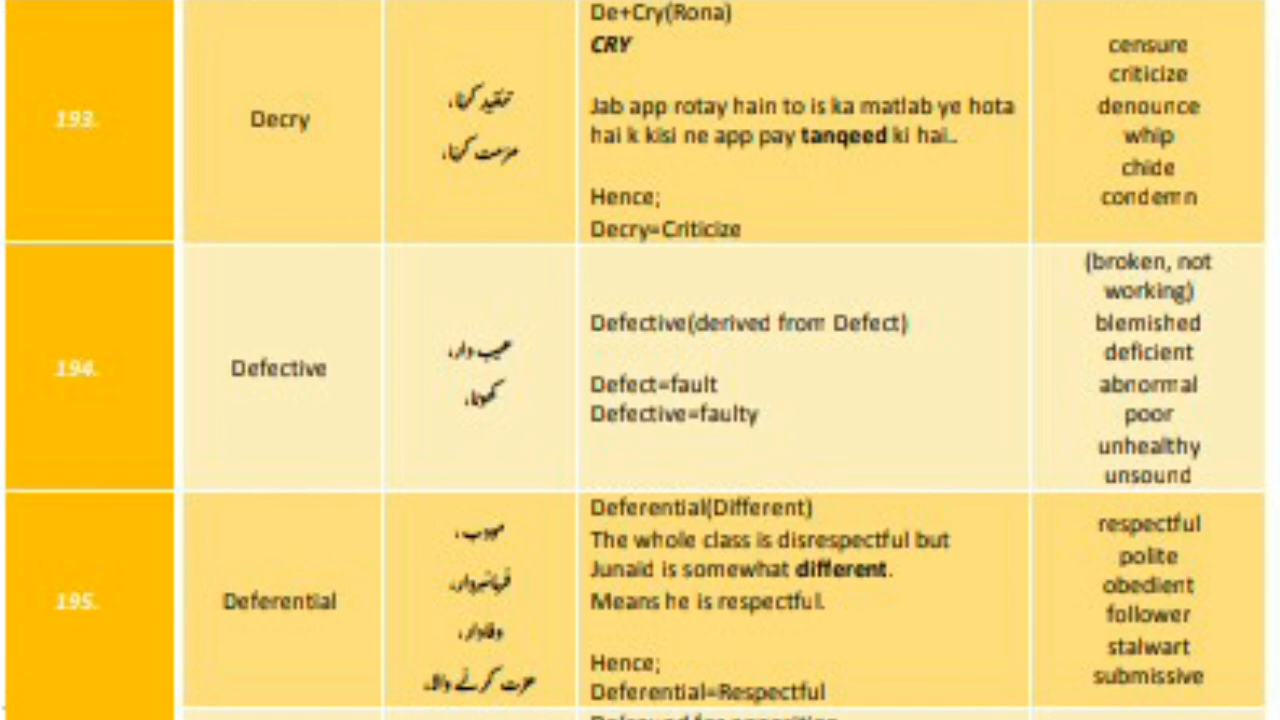 193.
Decry
تنقید کرنا،
مزمت کرنا،
De+Cry(Rona)
CRY
Jab app rotay hain to is ka matlab ye hota
hai k kisi ne app pay tanqeed ki hai..
Hence;
Decry=Criticize
censure
criticize
denounce
whip
chide
condemn
194.
Defective
عیب دار،
کھوٹا،
Defective(derived from Defect)
Defect=fault
Defective=faulty
(broken, not
working)
blemished
deficient
abnormal
poor
unhealthy
unsound
195.
Deferential
فرمانبردار،
وفادار،
عزت کرنے والا،
Deferential(Different)
The whole class is disrespectful but
Junaid is somewhat different.
Means he is respectful.
Hence;
Deferential=Respectful
respectful
polite
obedient
follower
stalwart
submissive